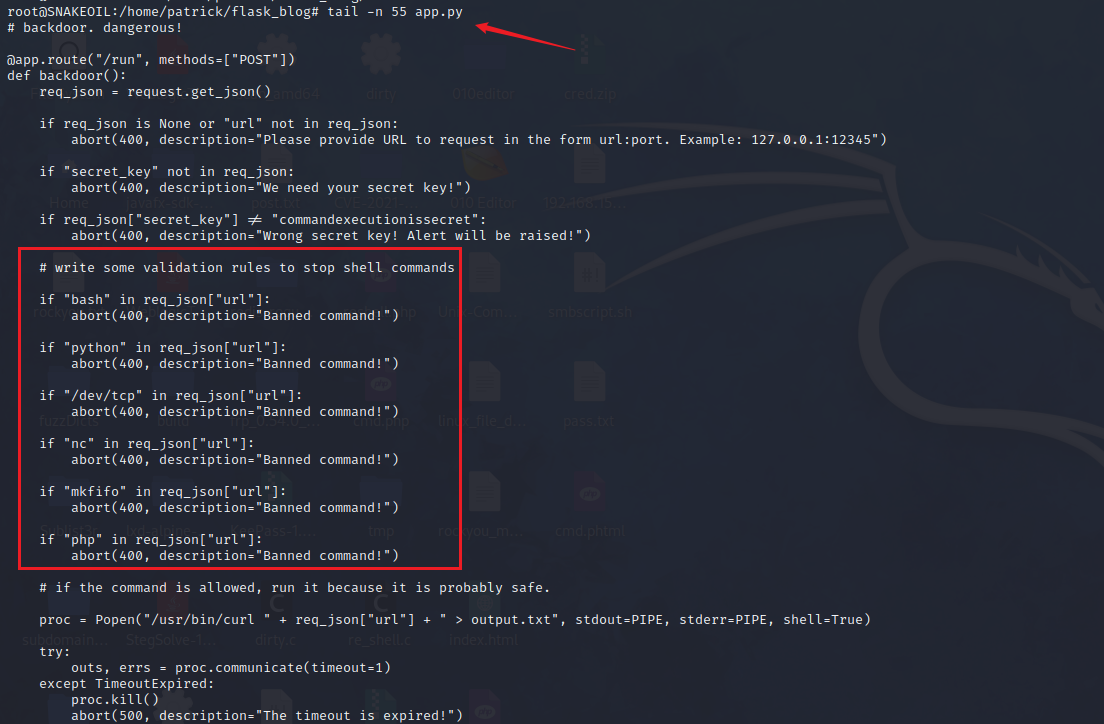 root@SNAKEOIL:/home/patrick/flask_blog# tail -n 55 app.py
# backdoor. dangerous!
@app.route("/run", methods=["POST"])
def backdoor():
    req_json = request.get_json()
    if req_json is None or "url" not in req_json:
        abort(400, description="Please provide URL to request in the form url:port. Example: 127.0.0.1:12345")
    if "secret_key" not in req_json:
        abort(400, description="We need your secret key!")
    if req_json["secret_key"] ≠ "commandexecutionissecret":
        abort(400, description="Wrong secret key! Alert will be raised!")
    # write some validation rules to stop shell commands
    if "bash" in req_json["url"]:
        abort(400, description="Banned command!")
    if "python" in req_json["url"]:
        abort(400, description="Banned command!")
    if "/dev/tcp" in req_json["url"]:
        abort(400, description="Banned command!")
    if "nc" in req_json["url"]:
        abort(400, description="Banned command!")
    if "mkfifo" in req_json["url"]:
        abort(400, description="Banned command!")
    if "php" in req_json["url"]:
        abort(400, description="Banned command!")
    # if the command is allowed, run it because it is probably safe.
    proc = Popen("/usr/bin/curl " + req_json["url"] + " > output.txt", stdout=PIPE, stderr=PIPE, shell=True)
    try:
        outs, errs = proc.communicate(timeout=1)
    except TimeoutExpired:
        proc.kill()
        abort(500, description="The timeout is expired!")